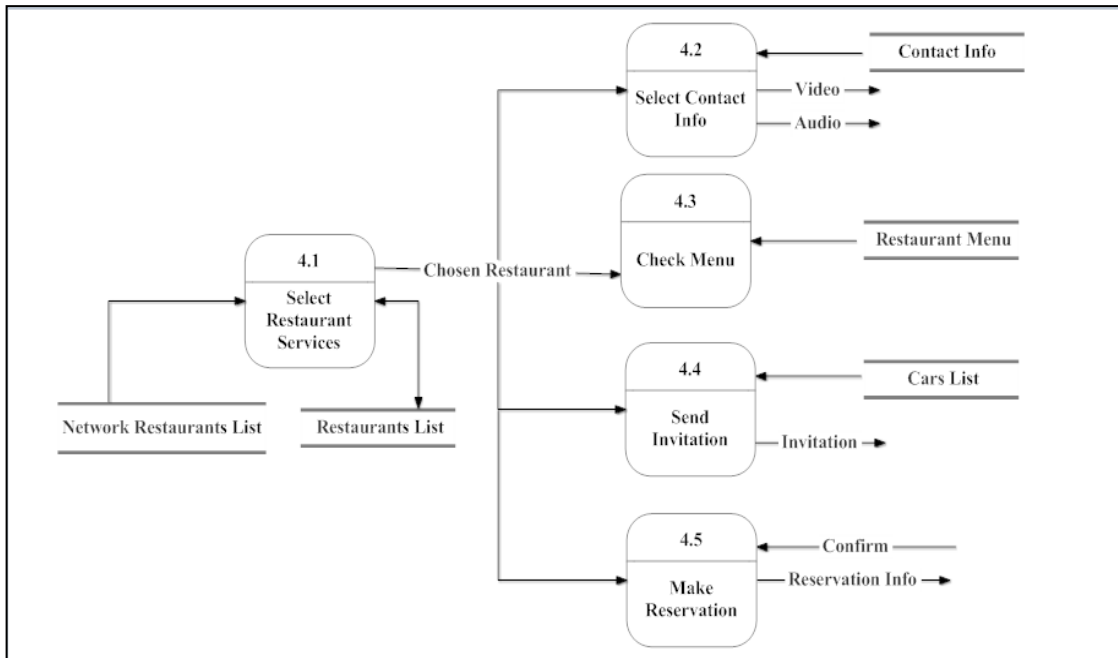 4.2
Select Contact
Info
Contact Info
Video
Audio
4.3
Check Menu
Restaurant Menu
4.1
Select
Restaurant
Services
Chosen Restaurant
Network Restaurants List
Restaurants List
4.4
Send
Invitation
Cars List
Invitation
4.5
Make
Reservation
Confirm
Reservation Info